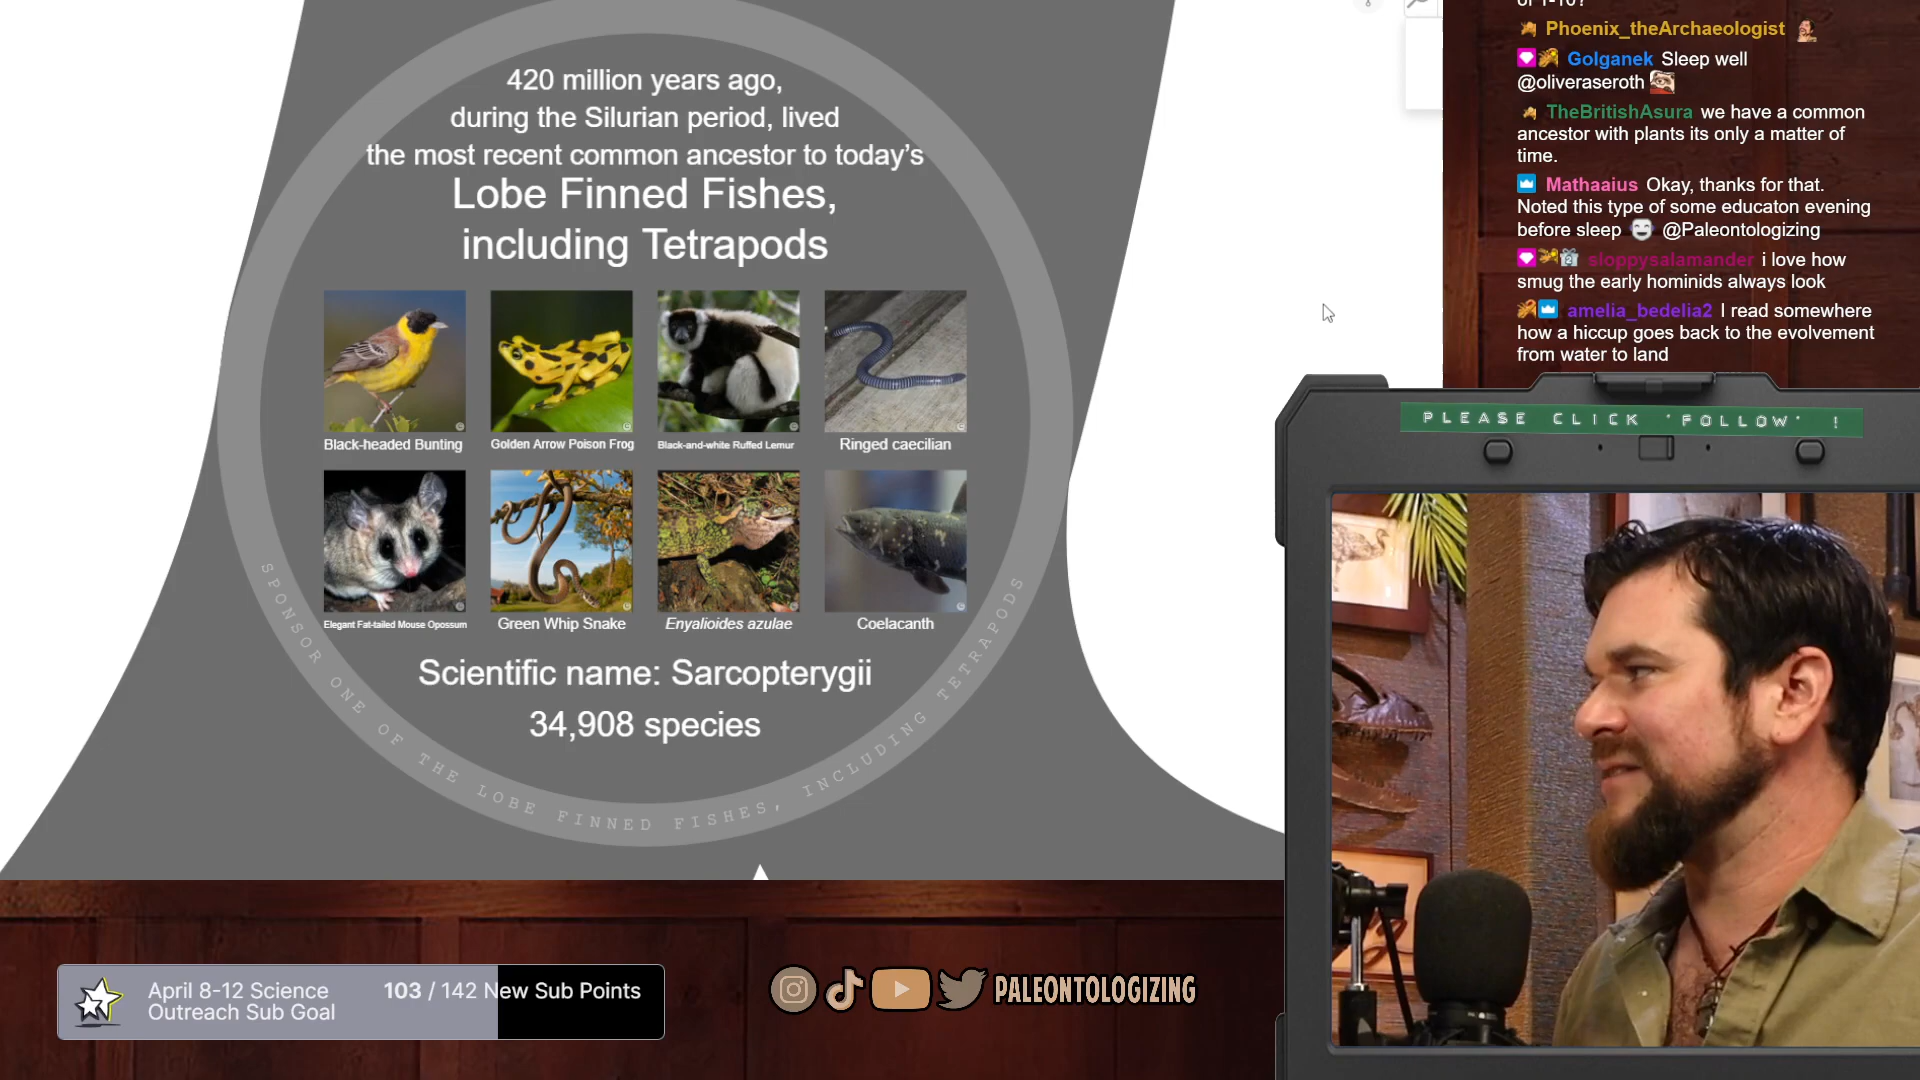 420 million years ago,
during the Silurian period, lived
the most recent common ancestor to today's
Lobe Finned Fishes,
including Tetrapods
Black-headed Bunting
Golden Arrow Poison Frog
Black-and-white Ruffed Lemur
Ringed caecilian
Elegant Fat-tailed Mouse Opossum
Green Whip Snake
Enyalioides azulae
Coelacanth
Scientific name: Sarcopterygii
34,908 species
SPONSOR ONE OF THE LOBE FINNED FISHES, INCLUDING TETRAPODS
of 1-10?
Phoenix_theArchaeologist
Golganek Sleep well
@oliveraseroth
TheBritishAsura we have a common
ancestor with plants its only a matter of
time.
Mathaaius Okay, thanks for that.
Noted this type of some educaton evening
before sleep @Paleontologizing
sloppysalamander i love how
smug the early hominids always look
amelia_bedelia2 I read somewhere
how a hiccup goes back to the evolvement
from water to land
PLEASE CLICK "FOLLOW" !
April 8-12 Science
Outreach Sub Goal
103 / 142 New Sub Points
PALEONTOLOGIZING